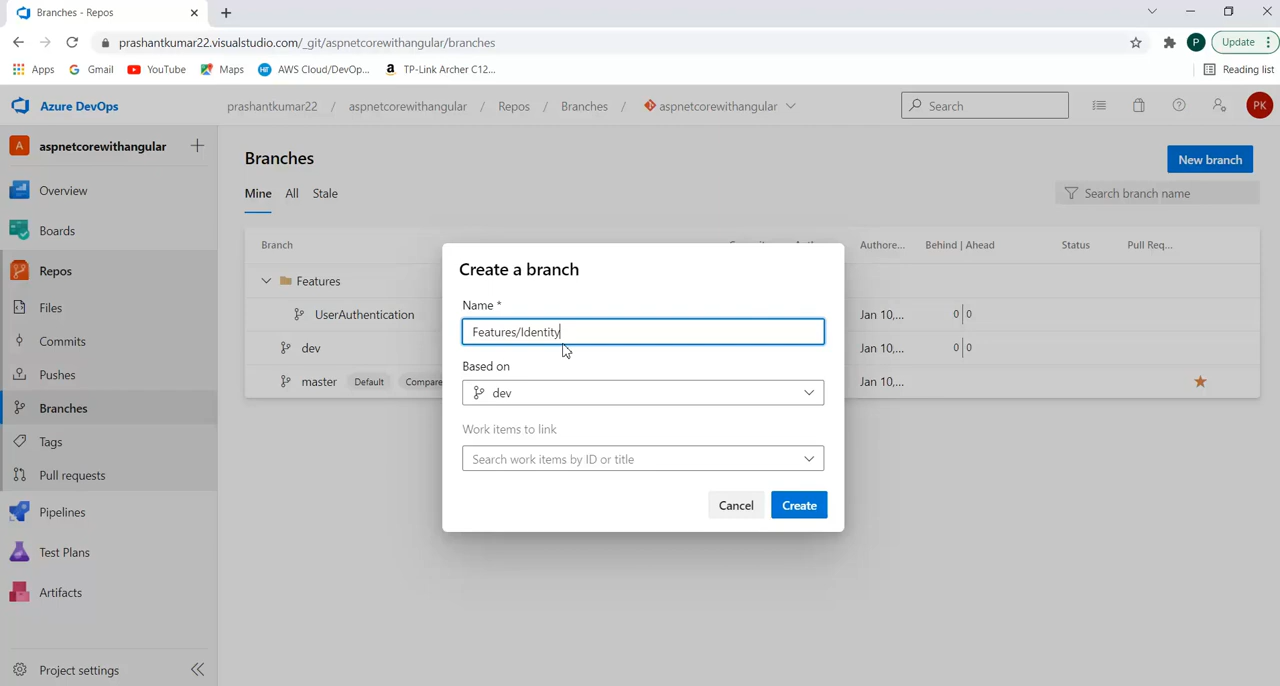 Branches - Repos
prashantkumar22.visualstudio.com/_git/aspnetcorewithangular/branches
Update
Apps Gmail YouTube Maps AWS Cloud/DevOp... TP-Link Archer C12... Reading list
Azure DevOps prashantkumar22 / aspnetcorewithangular / Repos / Branches / aspnetcorewithangular Search PK
A aspnetcorewithangular
Overview
Boards
Repos
Files
Commits
Pushes
Branches
Tags
Pull requests
Pipelines
Test Plans
Artifacts
Project settings
Branches
New branch
Mine All Stale
Search branch name
Branch Authore... Behind | Ahead Status Pull Req...
Features
UserAuthentication Jan 10,... 0 | 0
dev Jan 10,... 0 | 0
master Default Compare Jan 10,...
Create a branch
Name *
Features/Identity
Based on
dev
Work items to link
Search work items by ID or title
Cancel Create